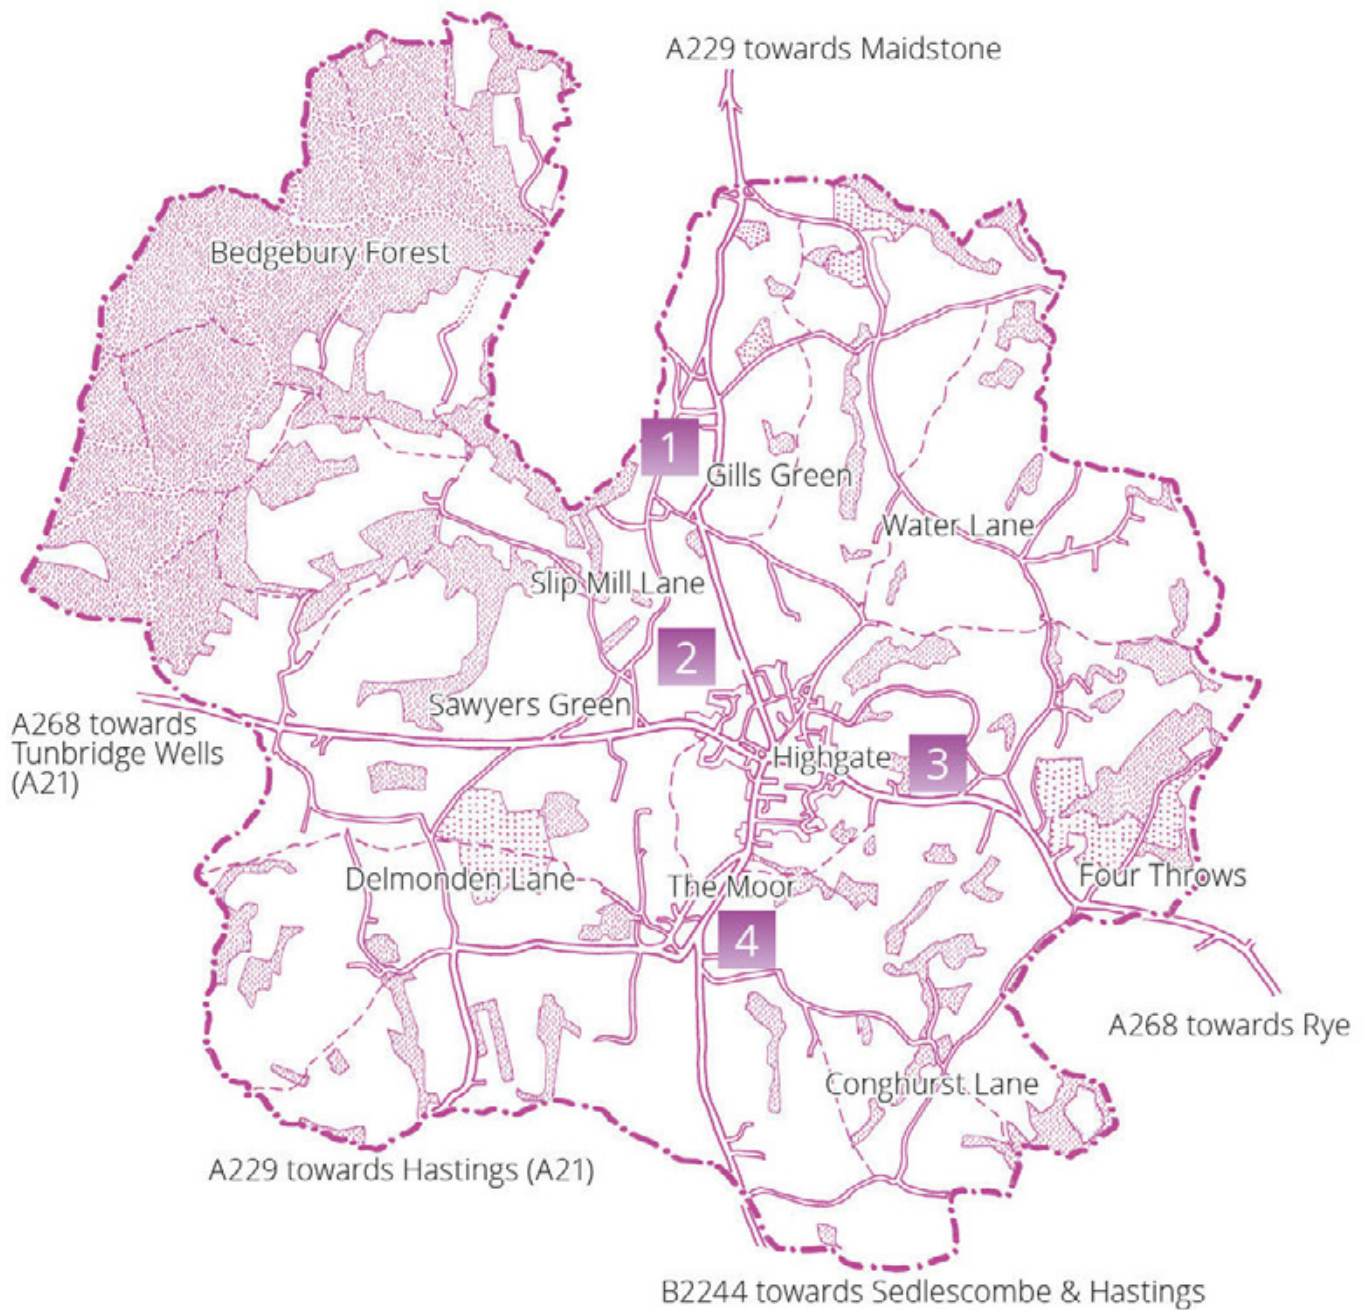 A229 towards Maidstone
Bedgebury Forest
1
Gills Green
Water Lane
Slip Mill Lane
2
Sawyers Green
A268 towards
Tunbridge Wells
(A21)
Highgate
3
Delmonden Lane
The Moor
Four Throws
4
A268 towards Rye
Conghurst Lane
A229 towards Hastings (A21)
B2244 towards Sedlescombe & Hastings